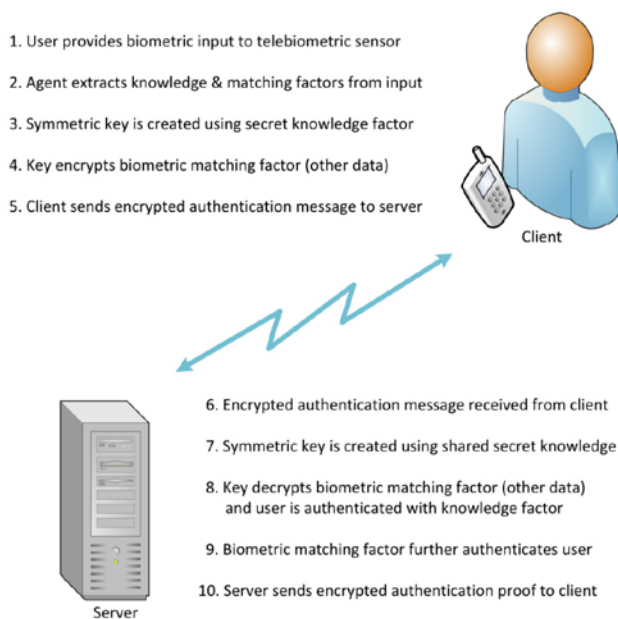 1. User provides biometric input to telebiometric sensor
2. Agent extracts knowledge & matching factors from input
3. Symmetric key is created using secret knowledge factor
4. Key encrypts biometric matching factor (other data)
5. Client sends encrypted authentication message to server
Client
6. Encrypted authentication message received from client
7. Symmetric key is created using shared secret knowledge
8. Key decrypts biometric matching factor (other data)
and user is authenticated with knowledge factor
9. Biometric matching factor further authenticates user
10. Server sends encrypted authentication proof to client
Server